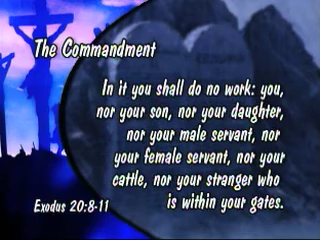 The Commandment
In it you shall do no work: you,
nor your son, nor your daughter,
nor your male servant, nor
your female servant, nor your
cattle, nor your stranger who
is within your gates.
Exodus 20:8-11